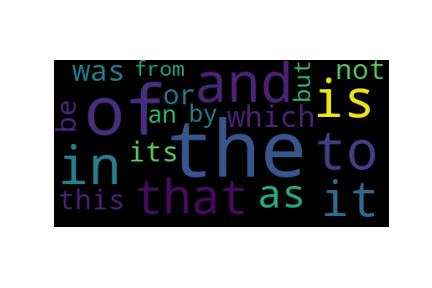 was from and but not
be of or an by which is
in its the to
this that as it